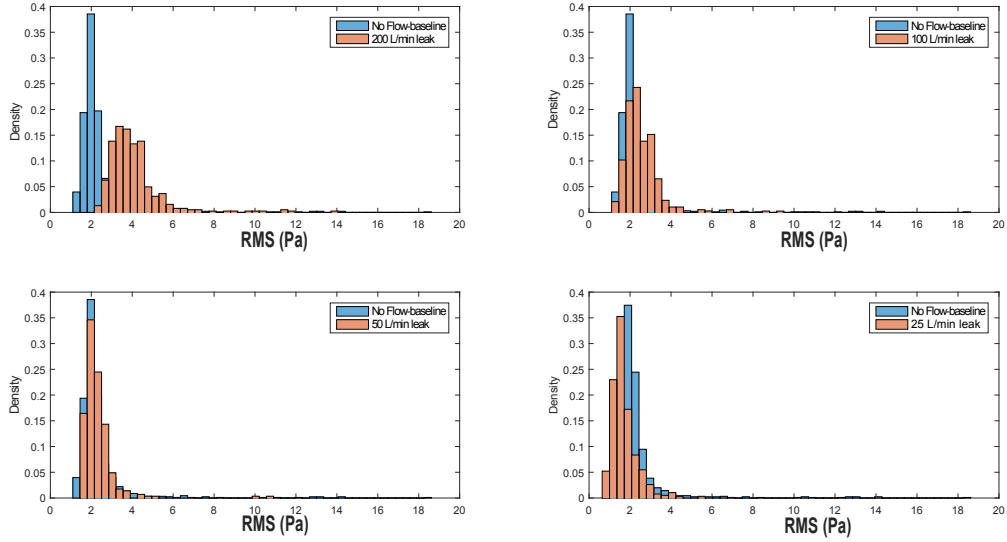 0.4
0.35
0.3
0.25
0.2
0.15
0.1
0.05
0
Density
No Flow-baseline
200 L/min leak
0 2 4 6 8 10 12 14 16 18 20
RMS (Pa)
0.4
0.35
0.3
0.25
0.2
0.15
0.1
0.05
0
Density
No Flow-baseline
100 L/min leak
0 2 4 6 8 10 12 14 16 18 20
RMS (Pa)
0.4
0.35
0.3
0.25
0.2
0.15
0.1
0.05
0
Density
No Flow-baseline
50 L/min leak
0 2 4 6 8 10 12 14 16 18 20
RMS (Pa)
0.4
0.35
0.3
0.25
0.2
0.15
0.1
0.05
0
Density
No Flow-baseline
25 L/min leak
0 2 4 6 8 10 12 14 16 18 20
RMS (Pa)